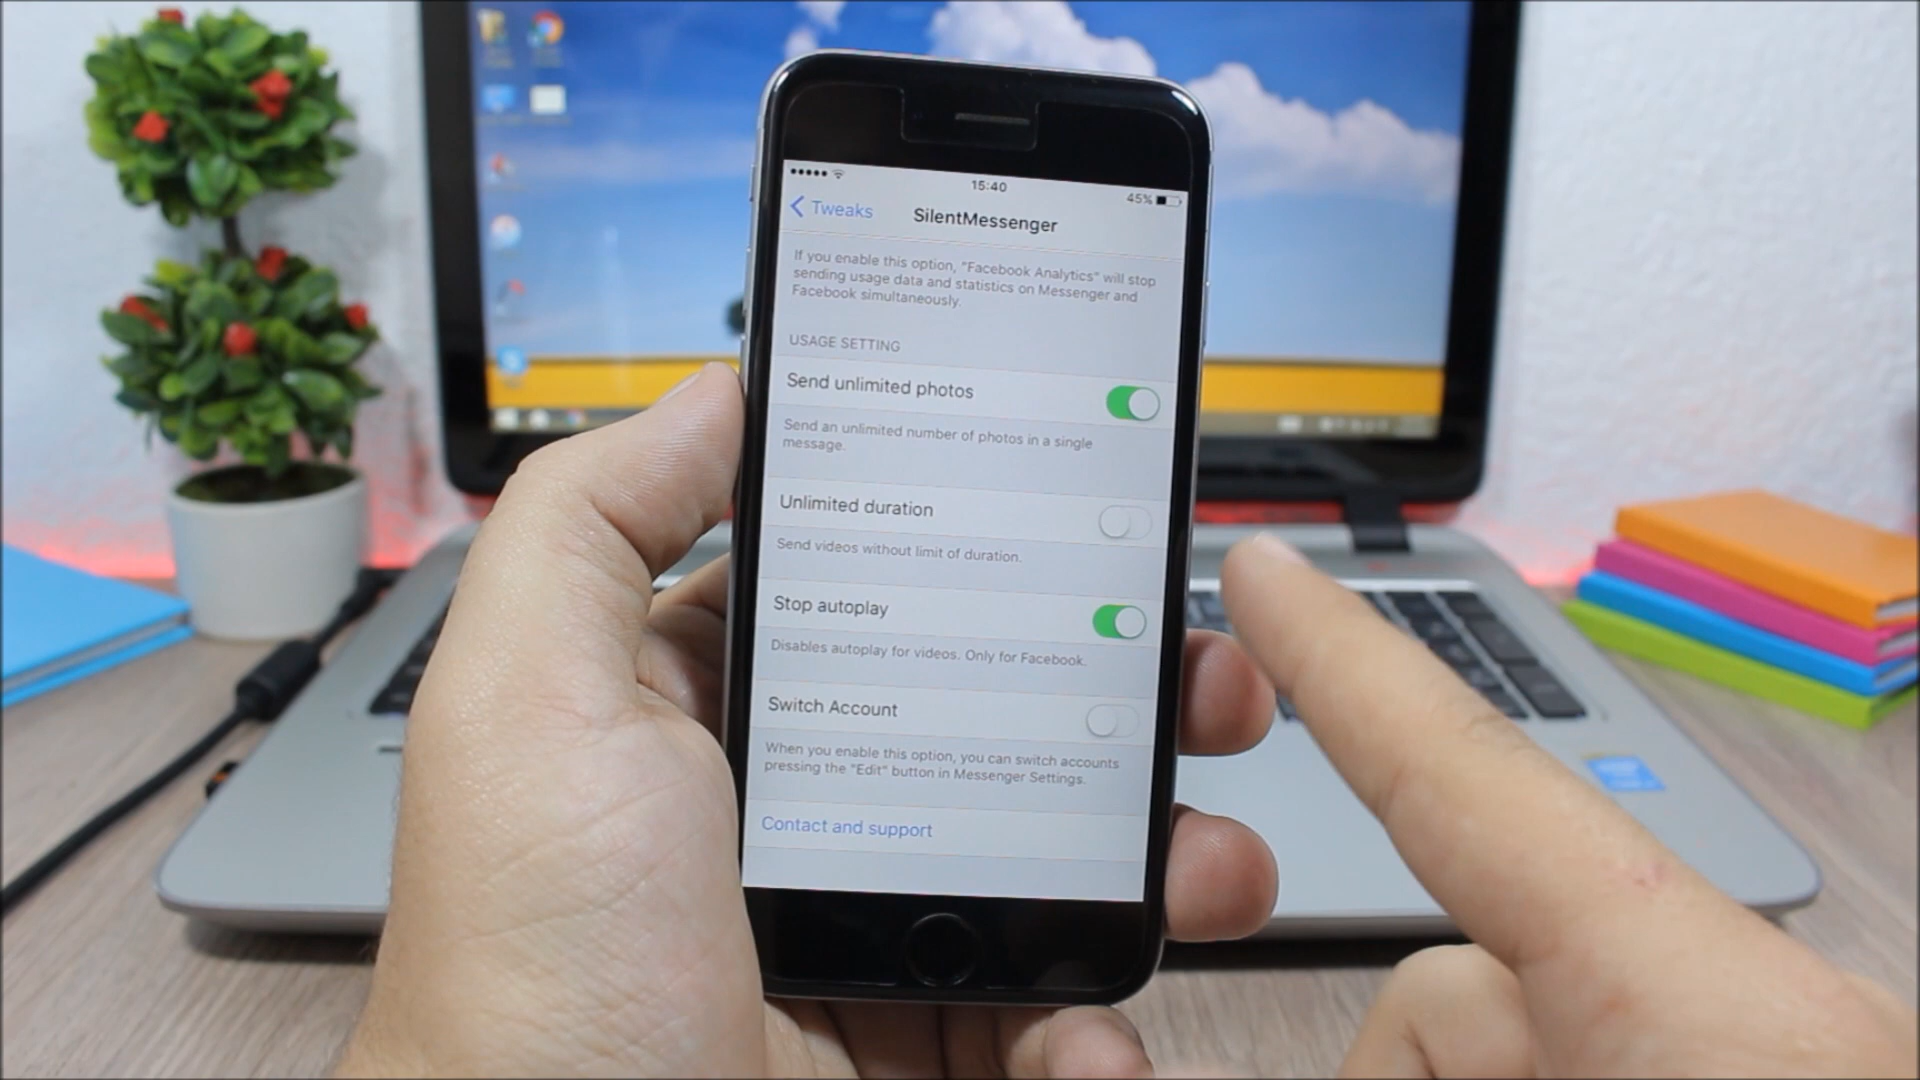 15:40
45%
Tweaks
SilentMessenger
If you enable this option, "Facebook Analytics" will stop
sending usage data and statistics on Messenger and
Facebook simultaneously.
USAGE SETTING
Send unlimited photos
Send an unlimited number of photos in a single
message.
Unlimited duration
Send videos without limit of duration.
Stop autoplay
Disables autoplay for videos. Only for Facebook.
Switch Account
When you enable this option, you can switch accounts
pressing the "Edit" button in Messenger Settings.
Contact and support